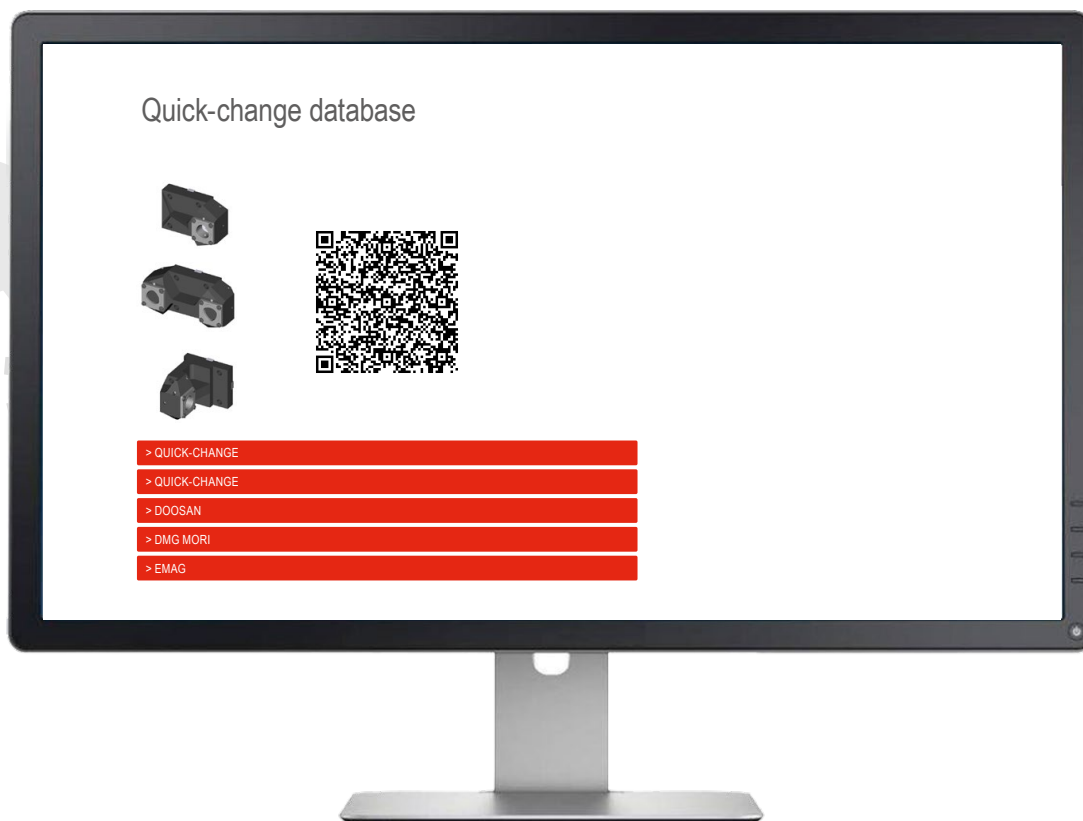 Quick-change database
> QUICK-CHANGE
> QUICK-CHANGE
> DOOSAN
> DMG MORI
> EMAG